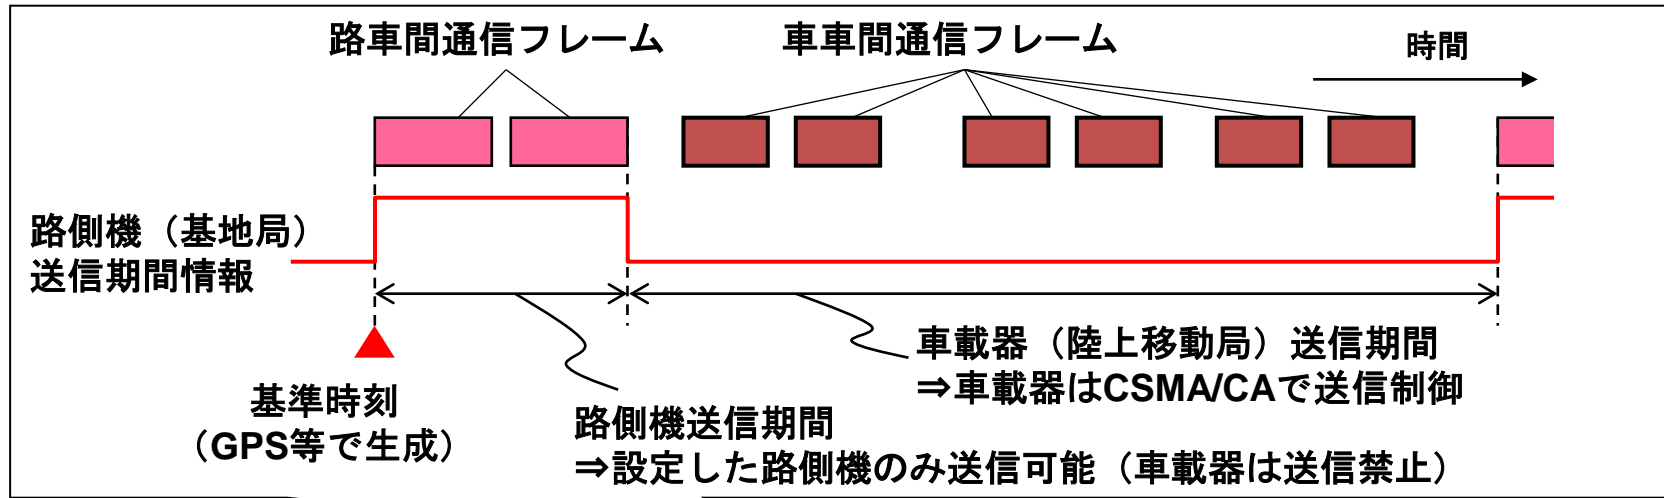 路車間通信フレーム
車車間通信フレーム
時間
路側機（基地局）
送信期間情報
車載器（陸上移動局）送信期間
⇒車載器はCSMA/CAで送信制御
基準時刻
（GPS等で生成）
路側機送信期間
⇒設定した路側機のみ送信可能（車載器は送信禁止）